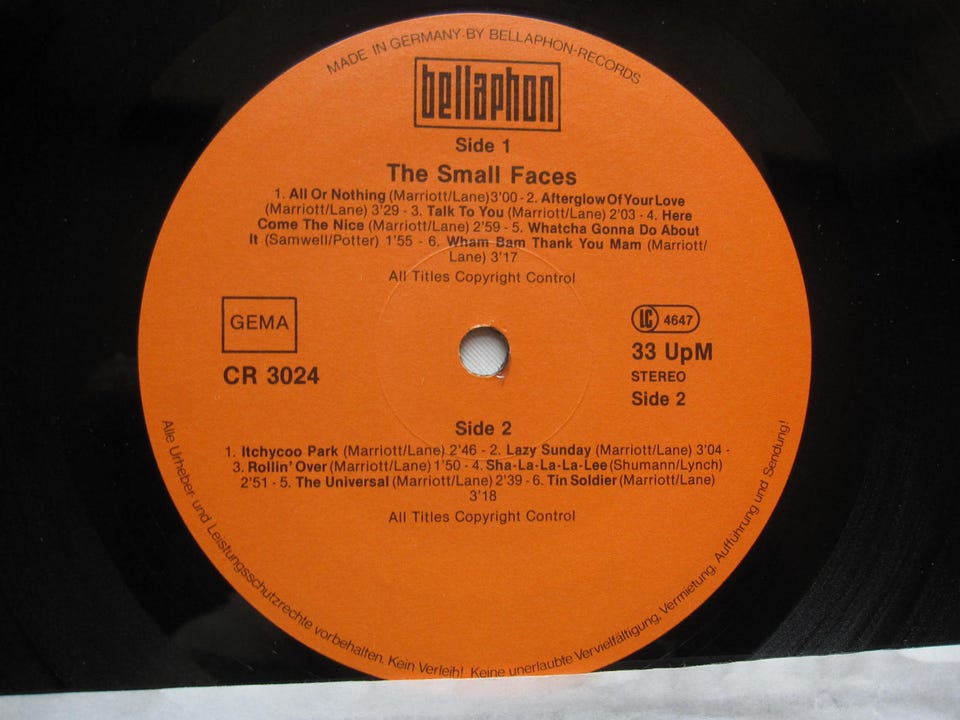 MADE IN GERMANY BY BELLAPHON-RECORDS
bellaphon
Side 1
The Small Faces
1. All Or Nothing (Marriott/Lane) 3'00 - 2. Afterglow Of Your Love
(Marriott/Lane) 3'29 - 3. Talk To You (Marriott/Lane) 2'03 - 4. Here
Come The Nice (Marriott/Lane) 2'59 - 5. Whatcha Gonna Do About
It (Samwell/Potter) 1'55 - 6. Wham Bam Thank You Mam (Marriott/
Lane) 3'17
All Titles Copyright Control
GEMA
CR 3024
LC 4647
33 UpM
STEREO
Side 2
Side 2
1. Itchycoo Park (Marriott/Lane) 2'46 - 2. Lazy Sunday (Marriott/Lane) 3'04 -
3. Rollin' Over (Marriott/Lane) 1'50 - 4. Sha-La-La-La-Lee (Shumann/Lynch)
2'51 - 5. The Universal (Marriott/Lane) 2'39 - 6. Tin Soldier (Marriott/Lane)
3'18
All Titles Copyright Control
Alle Urheber- und Leistungsschutzrechte vorbehalten. Kein Verleih! Keine unerlaubte Vervielfältigung, Vermietung, Aufführung und Sendung!